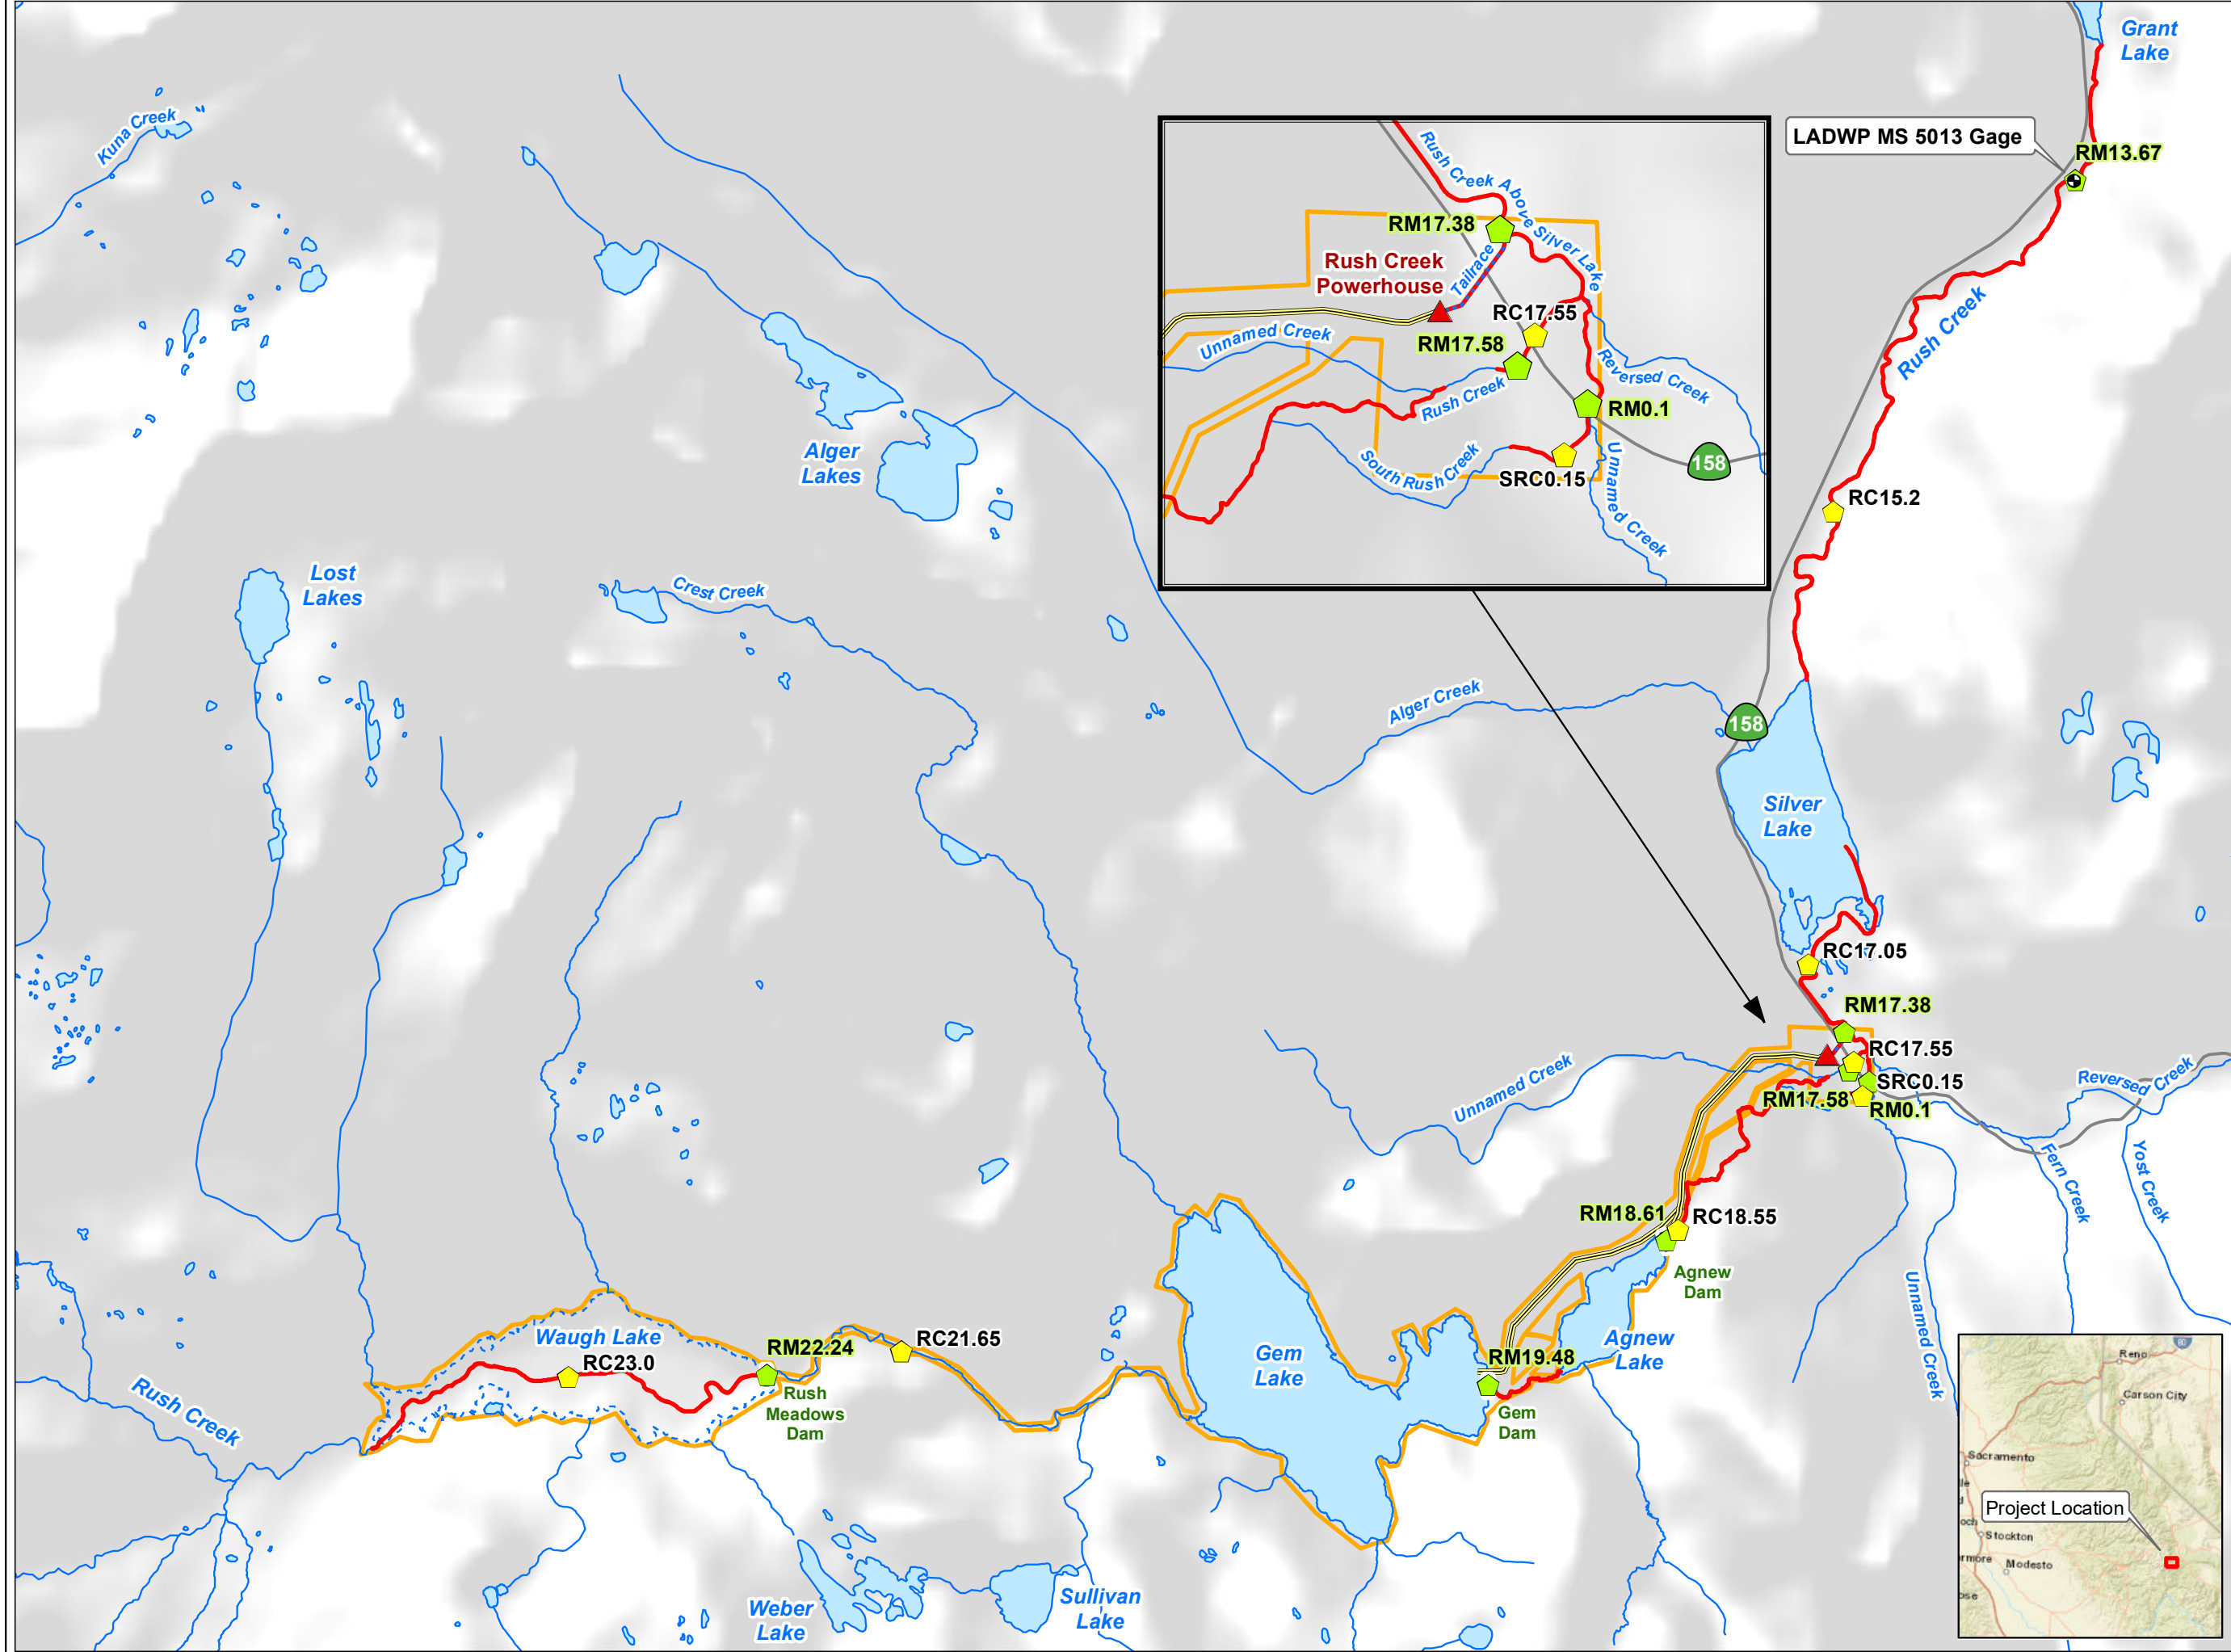 Grant
Lake
Kuna Creek
LADWP MS 5013 Gage
RM13.67
Rush Creek Above Silver Lake
RM17.38
Rush Creek
Powerhouse
Tailrace
RC17.55
Unnamed Creek
RM17.58
Reversed Creek
Rush Creek
RM0.1
South Rush Creek
SRC0.15
Unnamed Creek
158
Rush Creek
Alger
Lakes
RC15.2
Lost
Lakes
Crest Creek
Alger Creek
158
Silver
Lake
RC17.05
RM17.38
RC17.55
SRC0.15
RM17.58
RM0.1
Reversed Creek
Unnamed Creek
Fern Creek
Yost Creek
RM18.61
RC18.55
Agnew
Dam
Unnamed Creek
Waugh Lake
RC23.0
RM22.24
RC21.65
Rush
Meadows
Dam
Gem
Lake
RM19.48
Agnew
Lake
Gem
Dam
Rush Creek
Weber
Lake
Sullivan
Lake
Reno
80
Carson City
Sacramento
Project Location
Stockton
Modesto